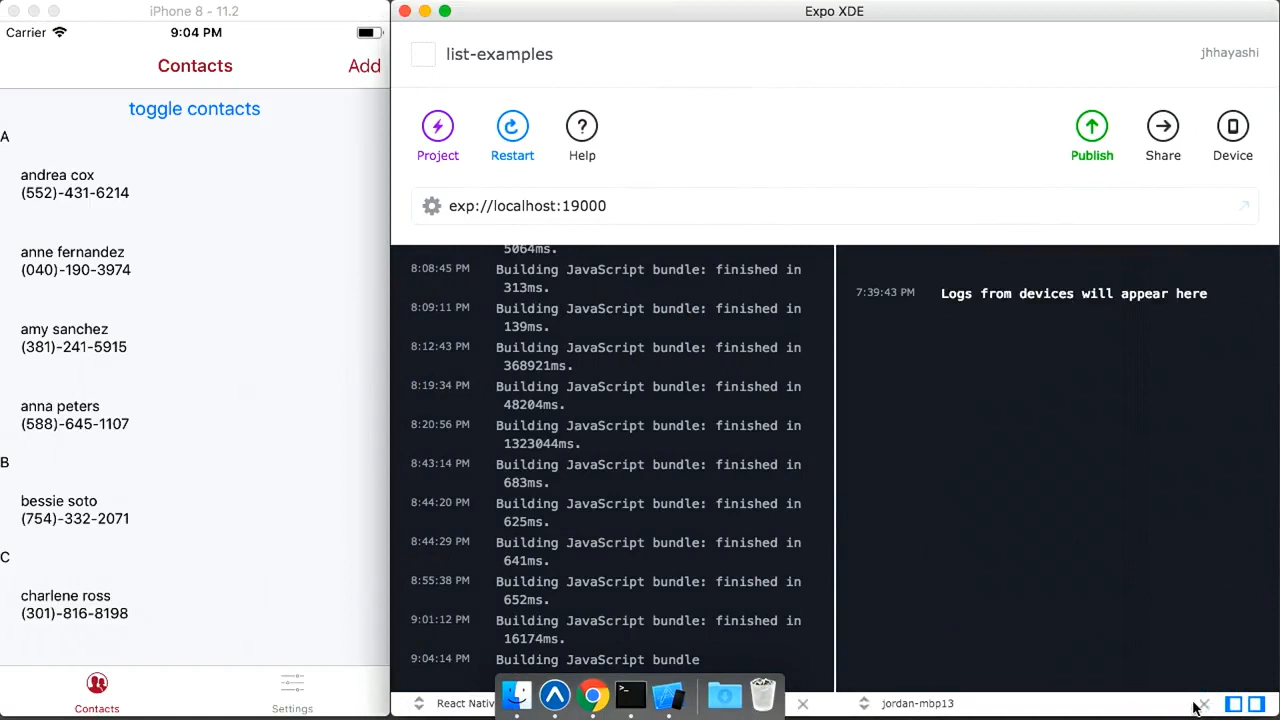 iPhone 8 - 11.2
Carrier
9:04 PM
Contacts
Add
toggle contacts
A
andrea cox
(552)-431-6214
anne fernandez
(040)-190-3974
amy sanchez
(381)-241-5915
anna peters
(588)-645-1107
B
bessie soto
(754)-332-2071
C
charlene ross
(301)-816-8198
Contacts
Settings
Expo XDE
list-examples
jhhayashi
Project
Restart
Help
Publish
Share
Device
exp://localhost:19000
5064ms.
8:08:45 PM Building JavaScript bundle: finished in
313ms.
8:09:11 PM Building JavaScript bundle: finished in
139ms.
8:12:43 PM Building JavaScript bundle: finished in
368921ms.
8:19:34 PM Building JavaScript bundle: finished in
48204ms.
8:20:56 PM Building JavaScript bundle: finished in
1323044ms.
8:43:14 PM Building JavaScript bundle: finished in
683ms.
8:44:20 PM Building JavaScript bundle: finished in
625ms.
8:44:29 PM Building JavaScript bundle: finished in
641ms.
8:55:38 PM Building JavaScript bundle: finished in
652ms.
9:01:12 PM Building JavaScript bundle: finished in
16174ms.
9:04:14 PM Building JavaScript bundle
React Nativ
7:39:43 PM Logs from devices will appear here
jordan-mbp13